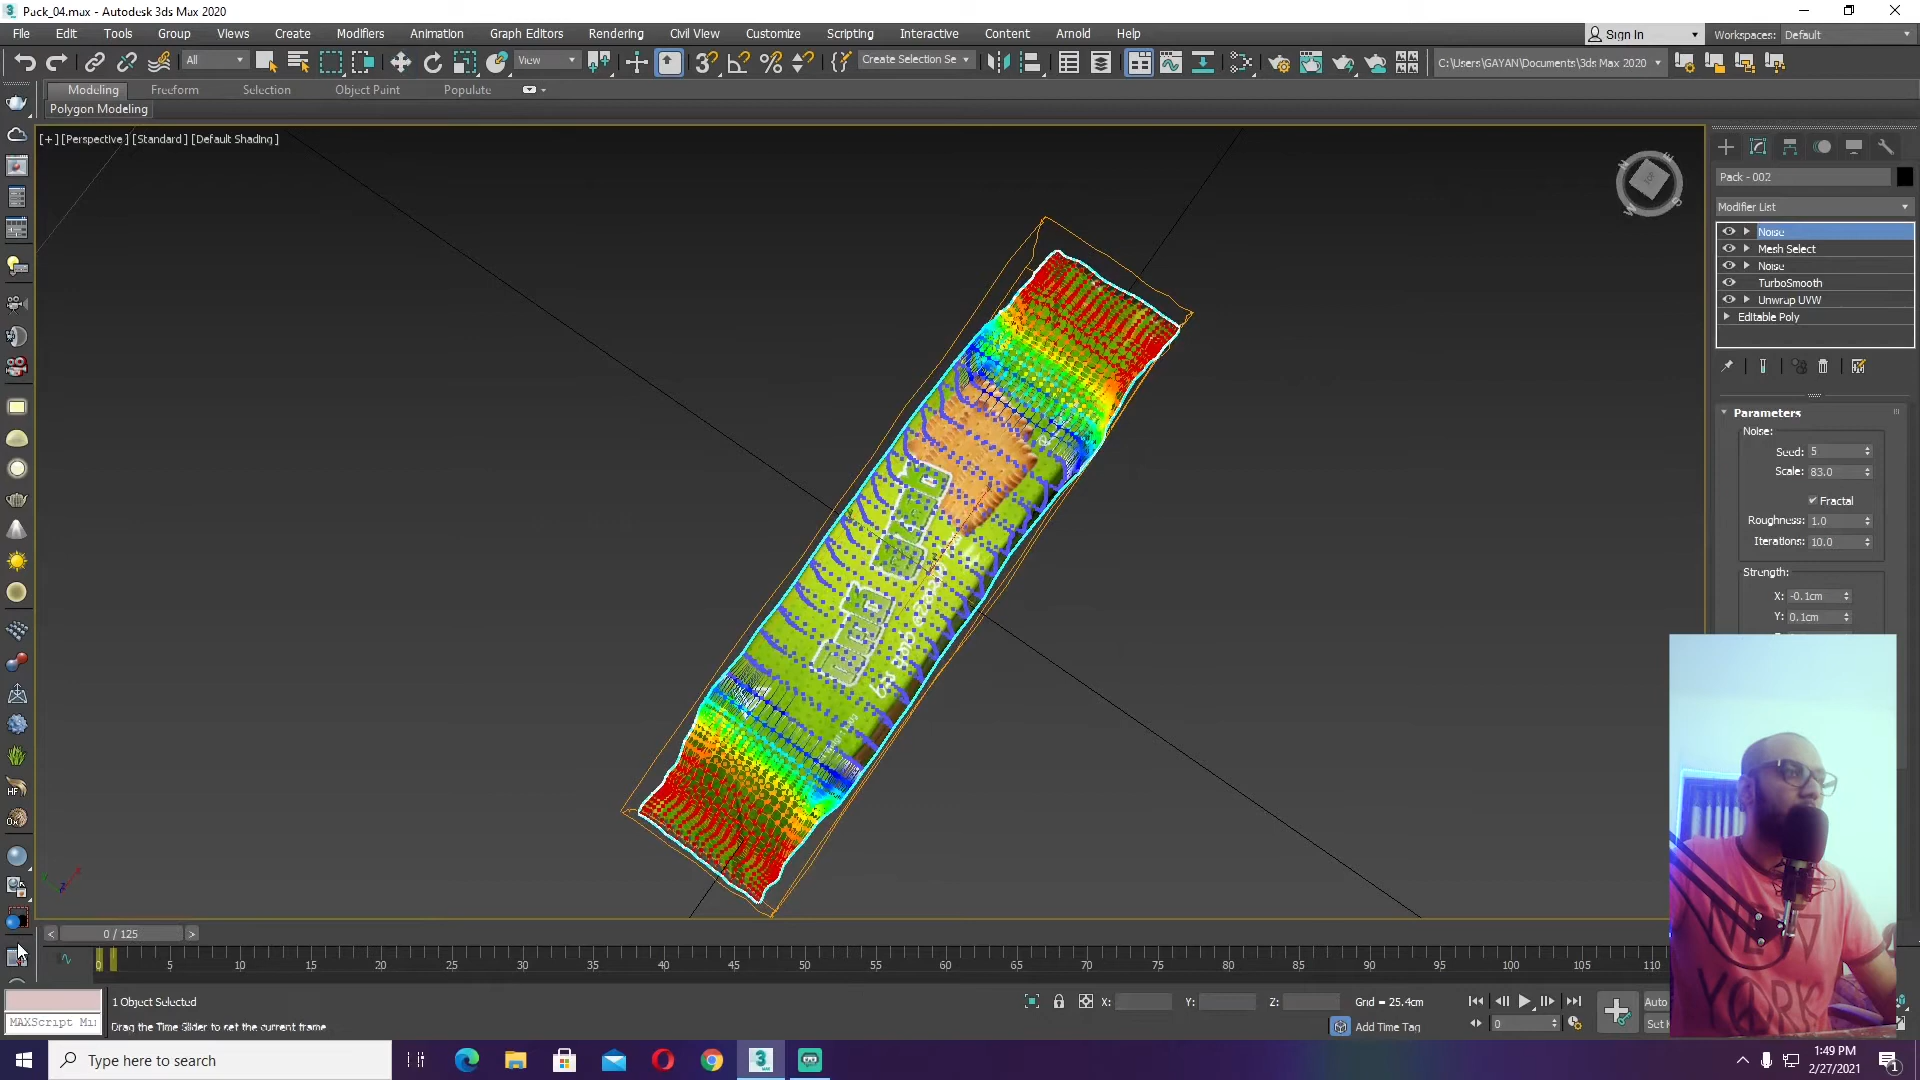 Pack_04.max - Autodesk 3ds Max 2020
File Edit Tools Group Views Create Modifiers Animation Graph Editors Rendering Civil View Customize Scripting Interactive Content Arnold Help
Sign In
Workspaces: Default
All
View
Create Selection Se
C:\Users\GAYAN\Documents\3ds Max 2020
Modeling Freeform Selection Object Paint Populate
Polygon Modeling
[+] [Perspective] [Standard] [Default Shading]
Pack - 002
Modifier List
Noise
Mesh Select
Noise
TurboSmooth
Unwrap UVW
Editable Poly
Parameters
Noise:
Seed: 5
Scale: 83.0
Fractal
Roughness: 1.0
Iterations: 10.0
Strength:
X: -0.1cm
Y: 0.1cm
0 / 125
0 5 10 15 20 25 30 35 40 45 50 55 60 65 70 75 80 85 90 95 100 105 110
1 Object Selected
X: Y: Z: Grid = 25.4cm
Auto
MAXScript Mi
Drag the Time Slider to set the current frame
Add Time Tag
0
Set K
Type here to search
1:49 PM
2/27/2021